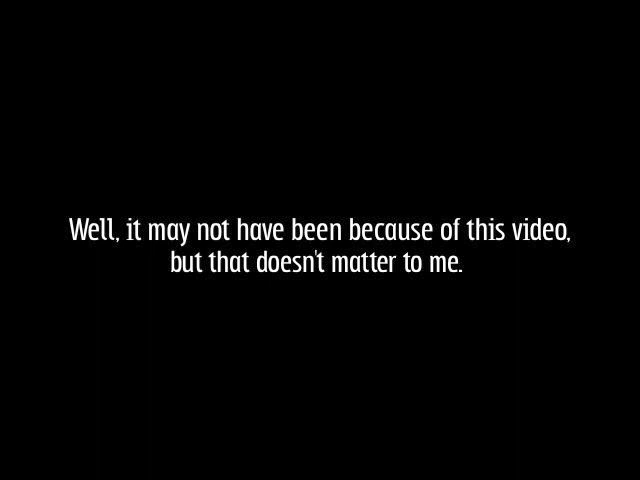 Well, it may not have been because of this video,
but that doesn't matter to me.